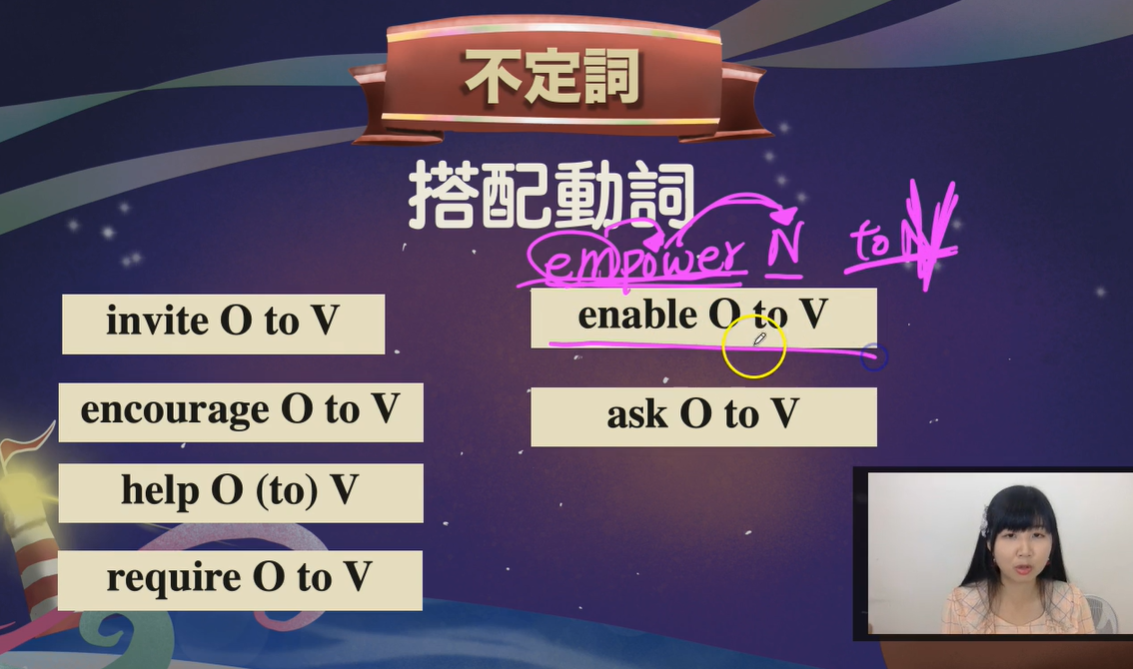 不定詞
搭配動詞
empower N to V
invite O to V
enable O to V
encourage O to V
ask O to V
help O (to) V
require O to V